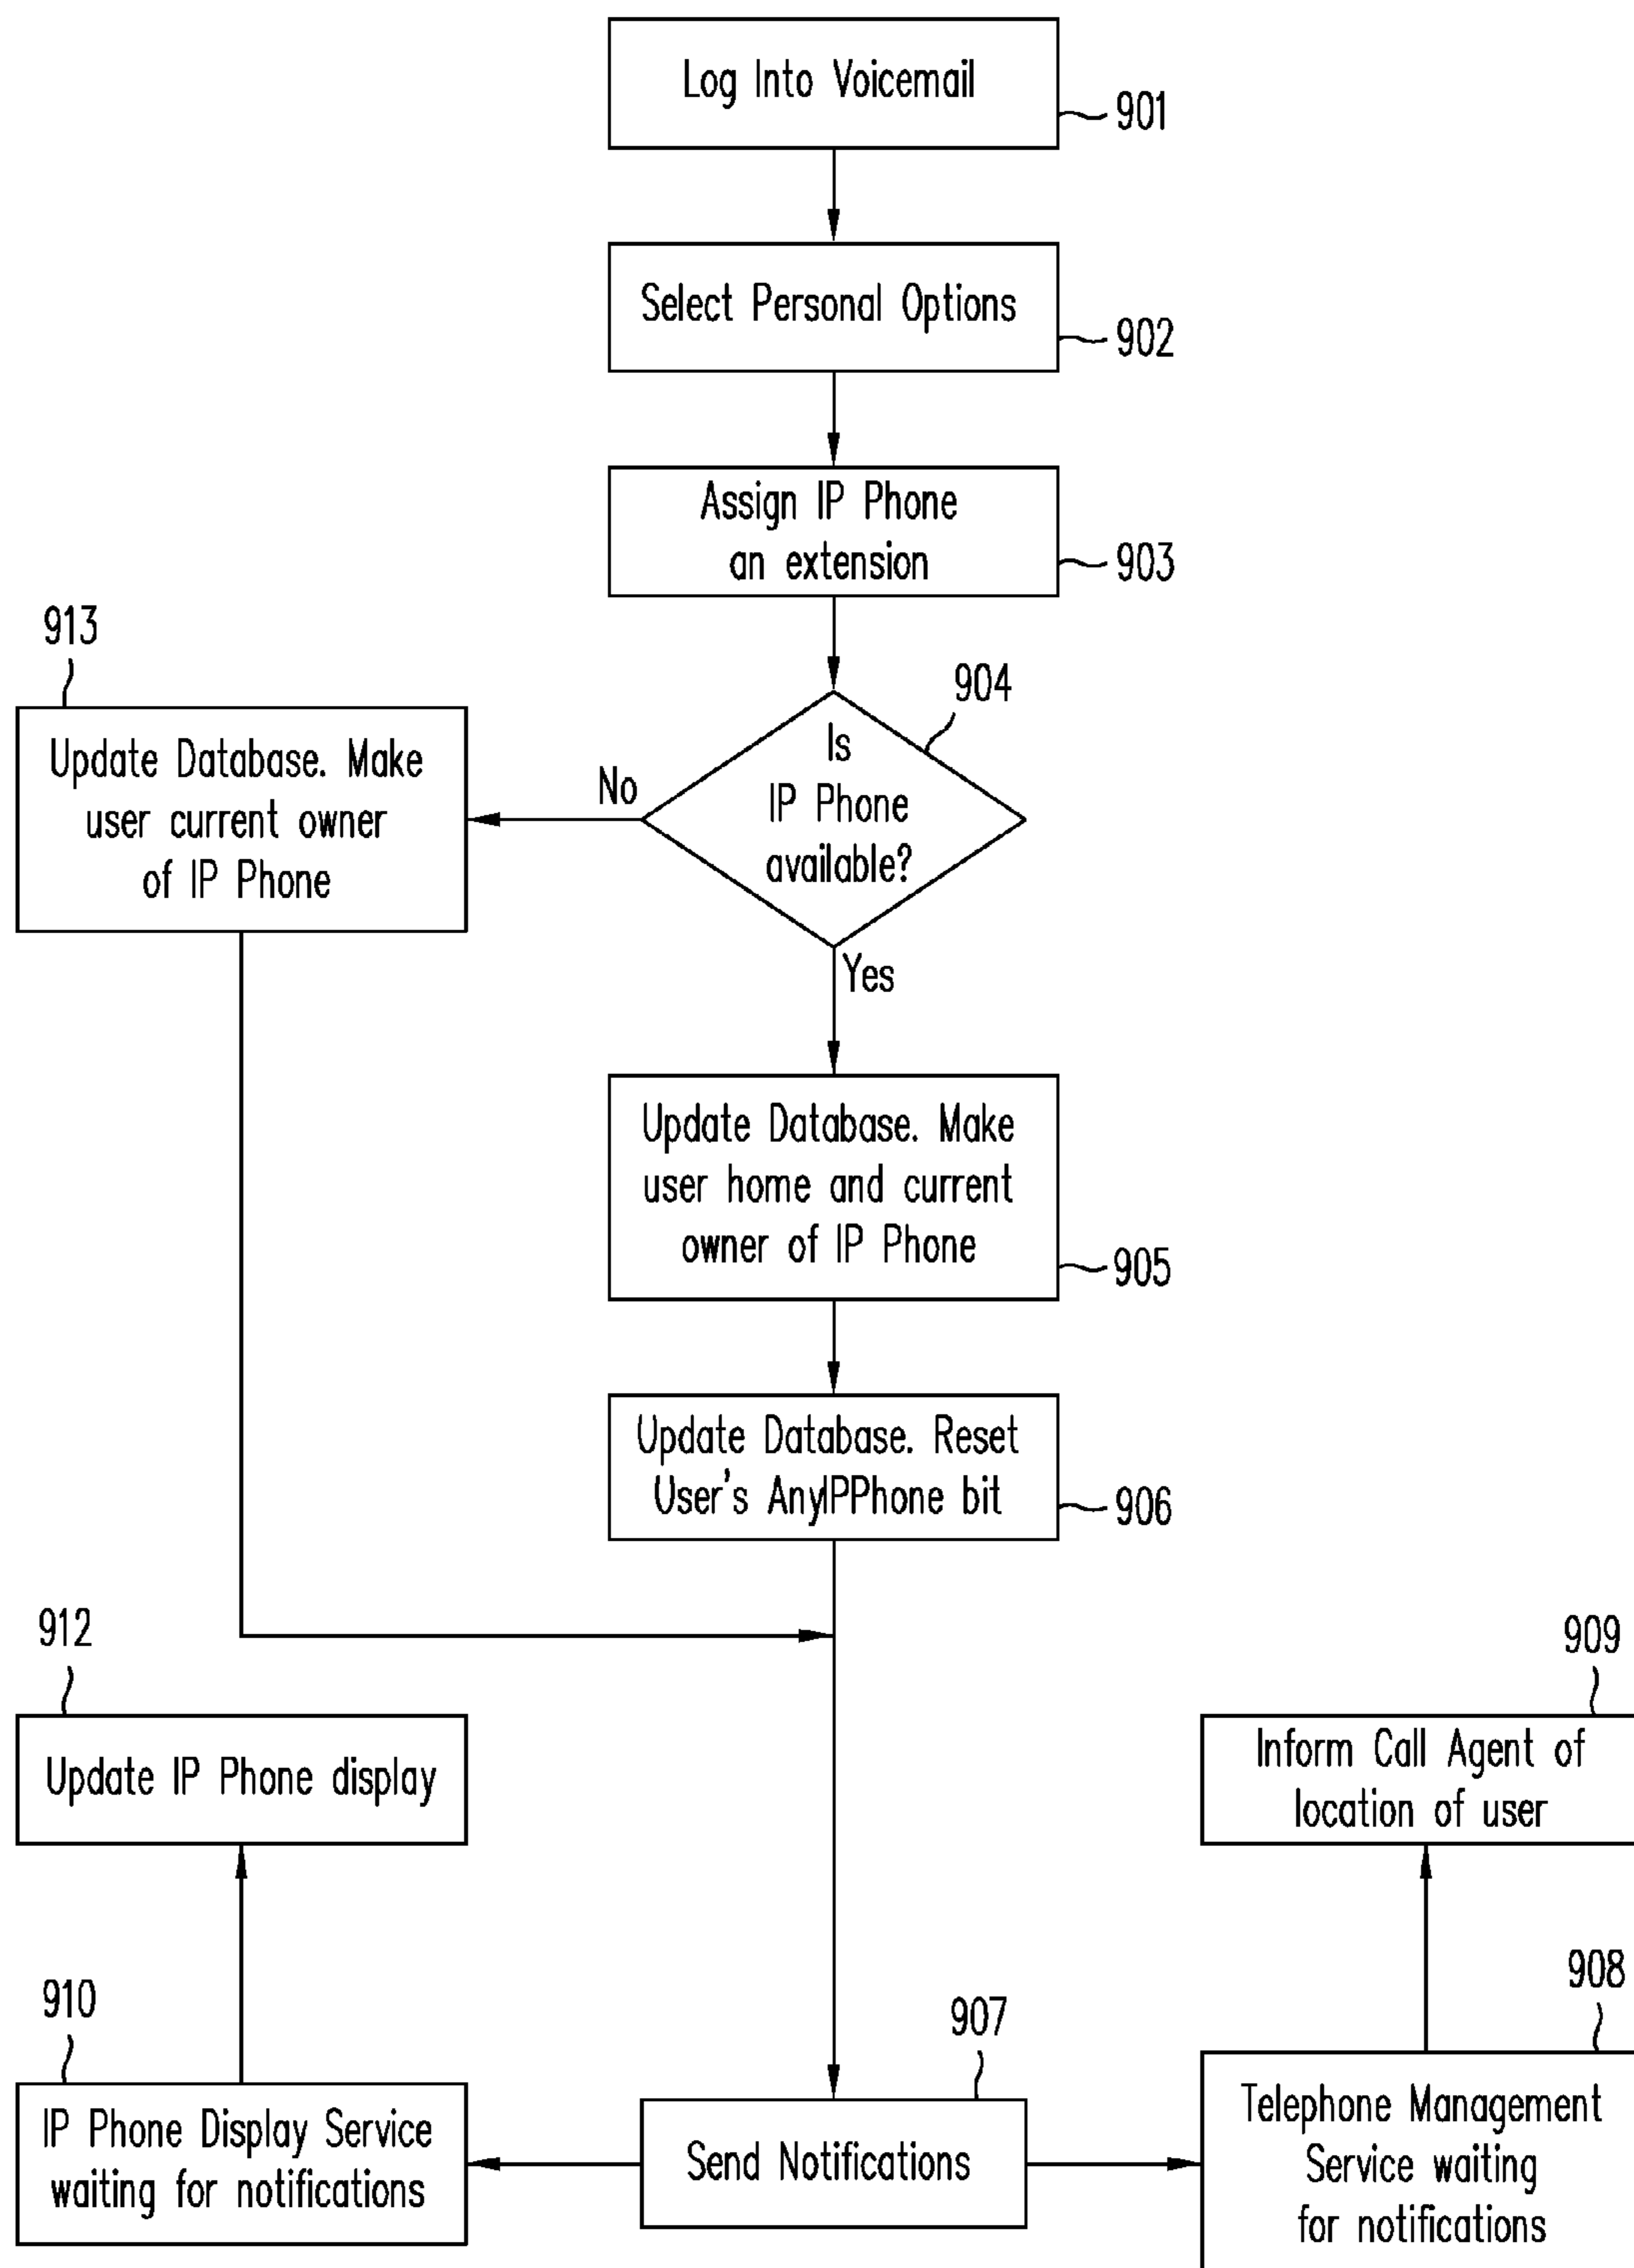 Log Into Voicemail
901
Select Personal Options
902
Assign IP Phone
an extension
903
913
904
Update Database. Make
user current owner
of IP Phone
No
Is
IP Phone
available?
Yes
Update Database. Make
user home and current
owner of IP Phone
905
Update Database. Reset
User's AnyIPPhone bit
906
912
909
Update IP Phone display
Inform Call Agent of
location of user
910
907
908
IP Phone Display Service
waiting for notifications
Send Notifications
Telephone Management
Service waiting
for notifications